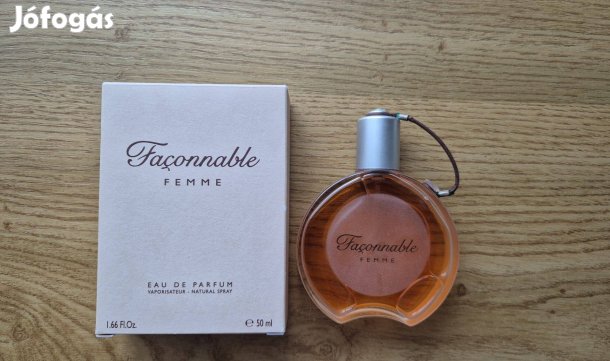 Jófogás
Façonnable
FEMME
EAU DE PARFUM
VAPORISATEUR - NATURAL SPRAY
1.66 Fl.Oz. ℮ 50 ml
Façonnable
FEMME